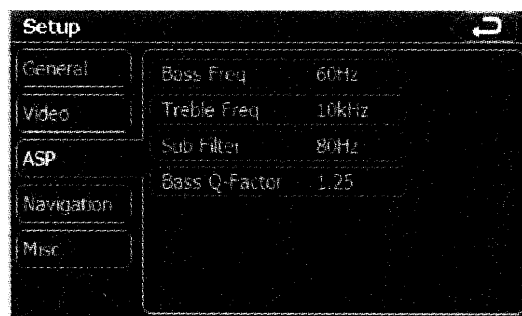 Setup
General
Video
ASP
Navigation
Misc
Bass Freq 60Hz
Treble Freq 10kHz
Sub Filter 80Hz
Bass Q-Factor 1.25